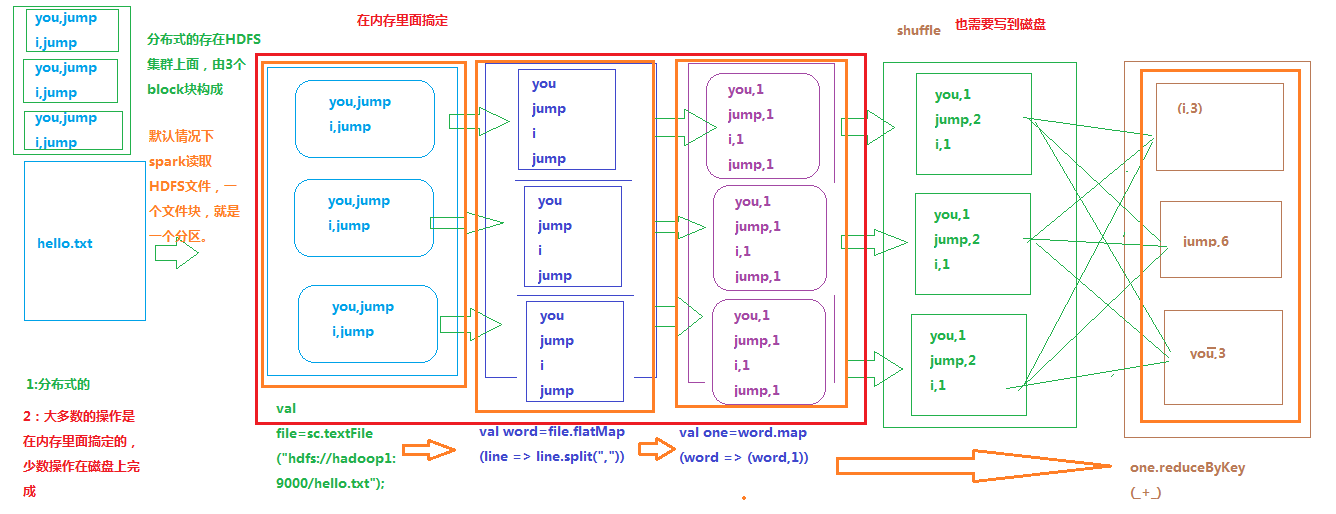 you,jump
i,jump
you,jump
i,jump
you,jump
i,jump
hello.txt
分布式的存在HDFS
集群上面，由3个
block块构成
默认情况下
spark读取
HDFS文件，一
个文件块，就是
一个分区。
1:分布式的
2：大多数的操作是
在内存里面搞定的，
少数操作在磁盘上完
成
在内存里面搞定
you,jump
i,jump
you,jump
i,jump
you,jump
i,jump
val
file=sc.textFile
("hdfs://hadoop1:
9000/hello.txt");
you
jump
i
jump
you
jump
i
jump
you
jump
i
jump
val word=file.flatMap
(line => line.split(","))
you,1
jump,1
i,1
jump,1
you,1
jump,1
i,1
jump,1
you,1
jump,1
i,1
jump,1
val one=word.map
(word => (word,1))
shuffle
也需要写到磁盘
you,1
jump,2
i,1
you,1
jump,2
i,1
you,1
jump,2
i,1
(i,3)
jump,6
you,3
one.reduceByKey
(_+_)